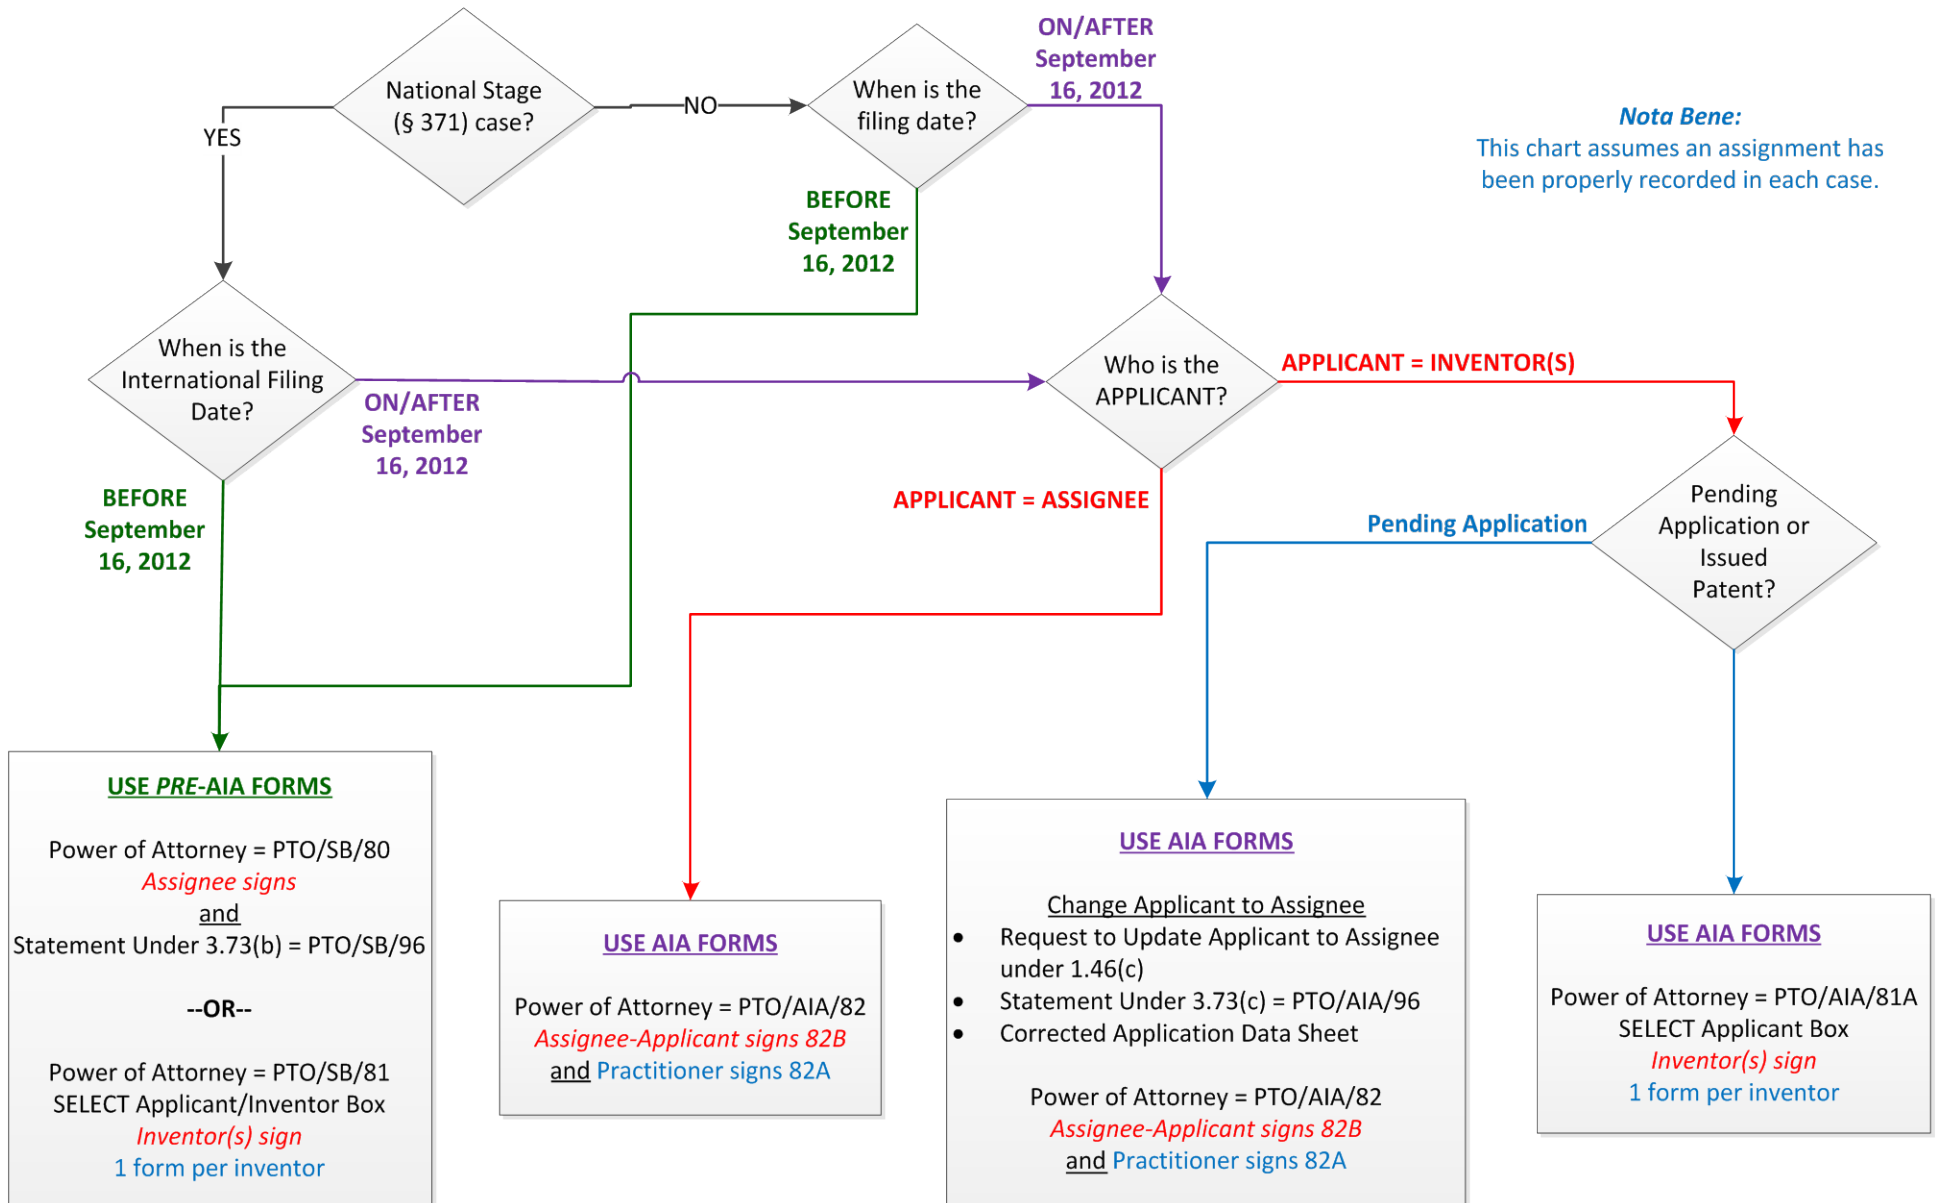 National Stage
(§ 371) case?
YES
NO
When is the
filing date?
ON/AFTER
September
16, 2012
BEFORE
September
16, 2012
Nota Bene:
This chart assumes an assignment has
been properly recorded in each case.
When is the
International Filing
Date?
ON/AFTER
September
16, 2012
BEFORE
September
16, 2012
Who is the
APPLICANT?
APPLICANT = INVENTOR(S)
APPLICANT = ASSIGNEE
Pending
Application or
Issued
Patent?
Pending Application
USE PRE-AIA FORMS
Power of Attorney = PTO/SB/80
Assignee signs
and
Statement Under 3.73(b) = PTO/SB/96
--OR--
Power of Attorney = PTO/SB/81
SELECT Applicant/Inventor Box
Inventor(s) sign
1 form per inventor
USE AIA FORMS
Power of Attorney = PTO/AIA/82
Assignee-Applicant signs 82B
and Practitioner signs 82A
USE AIA FORMS
Change Applicant to Assignee
• Request to Update Applicant to Assignee
under 1.46(c)
• Statement Under 3.73(c) = PTO/AIA/96
• Corrected Application Data Sheet
Power of Attorney = PTO/AIA/82
Assignee-Applicant signs 82B
and Practitioner signs 82A
USE AIA FORMS
Power of Attorney = PTO/AIA/81A
SELECT Applicant Box
Inventor(s) sign
1 form per inventor